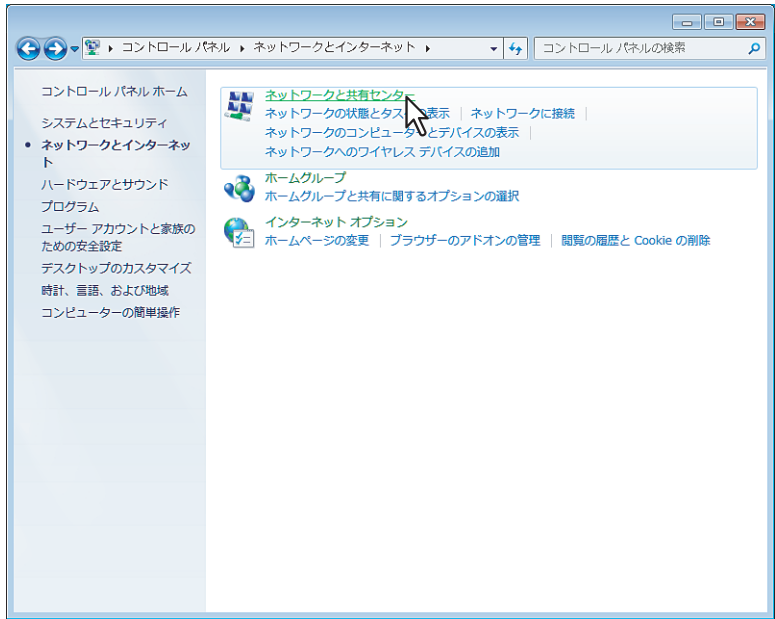 コントロール パネル ネットワークとインターネット
コントロール パネルの検索
コントロール パネル ホーム
システムとセキュリティ
ネットワークとインターネッ
ト
ハードウェアとサウンド
プログラム
ユーザー アカウントと家族の
ための安全設定
デスクトップのカスタマイズ
時計、言語、および地域
コンピューターの簡単操作
ネットワークと共有センター
ネットワークの状態とタスクの表示 ネットワークに接続
ネットワークのコンピューターとデバイスの表示
ネットワークへのワイヤレス デバイスの追加
ホームグループ
ホームグループと共有に関するオプションの選択
インターネット オプション
ホームページの変更 ブラウザーのアドオンの管理 閲覧の履歴と Cookie の削除